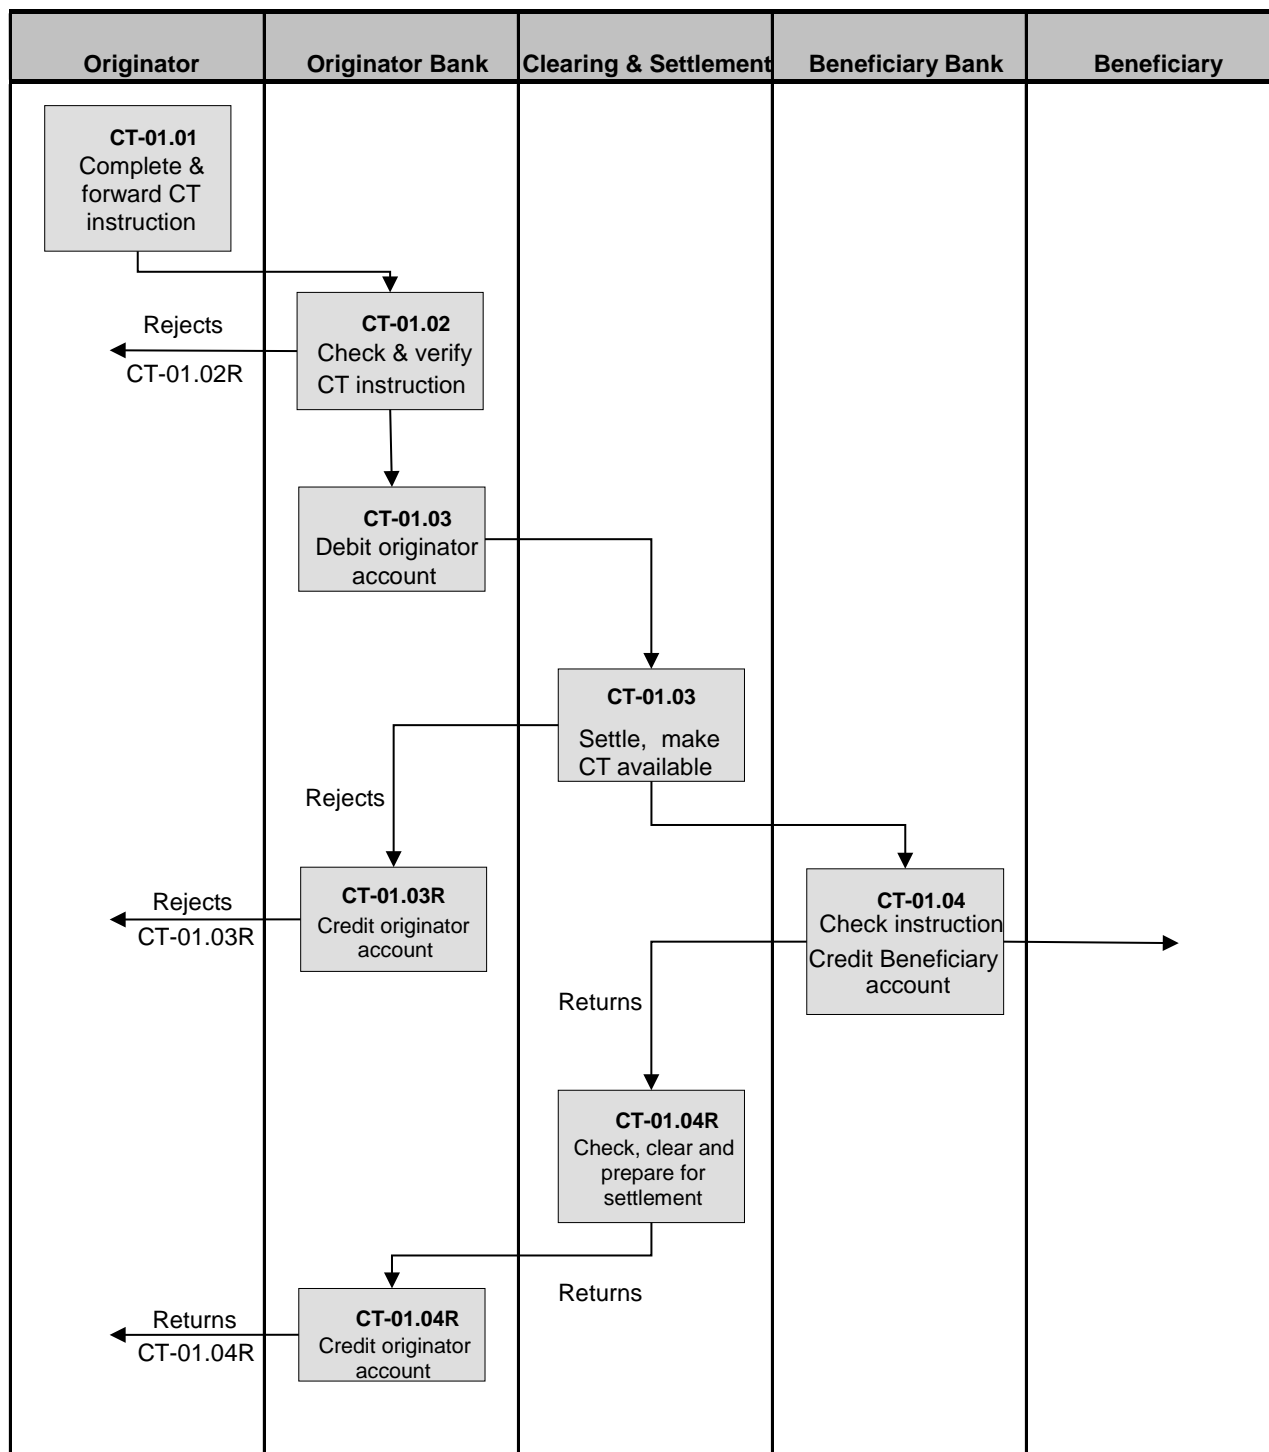 Originator
Originator Bank
Clearing & Settlement
Beneficiary Bank
Beneficiary
CT-01.01
Complete &
forward CT
instruction
Rejects
CT-01.02R
CT-01.02
Check & verify
CT instruction
CT-01.03
Debit originator
account
CT-01.03
Settle, make
CT available
Rejects
Rejects
CT-01.03R
CT-01.03R
Credit originator
account
CT-01.04
Check instruction
Credit Beneficiary
account
Returns
CT-01.04R
Check, clear and
prepare for
settlement
Returns
Returns
CT-01.04R
CT-01.04R
Credit originator
account